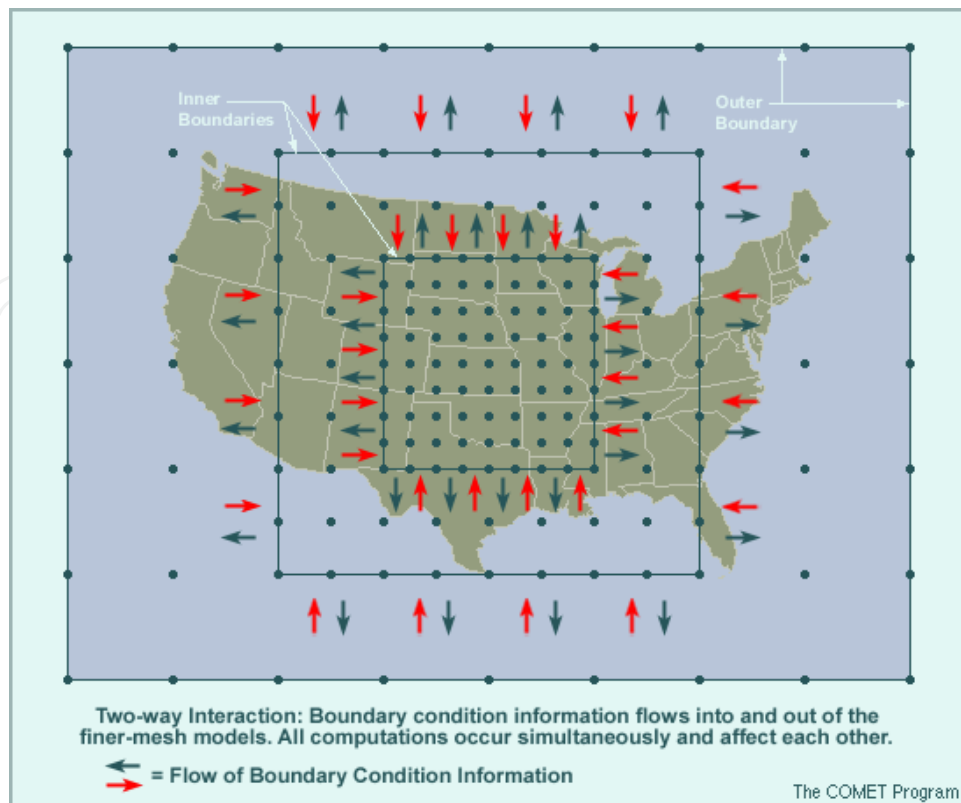 Inner
Boundaries
Outer
Boundary
Two-way Interaction: Boundary condition information flows into and out of the
finer-mesh models. All computations occur simultaneously and affect each other.
= Flow of Boundary Condition Information
The COMET Program